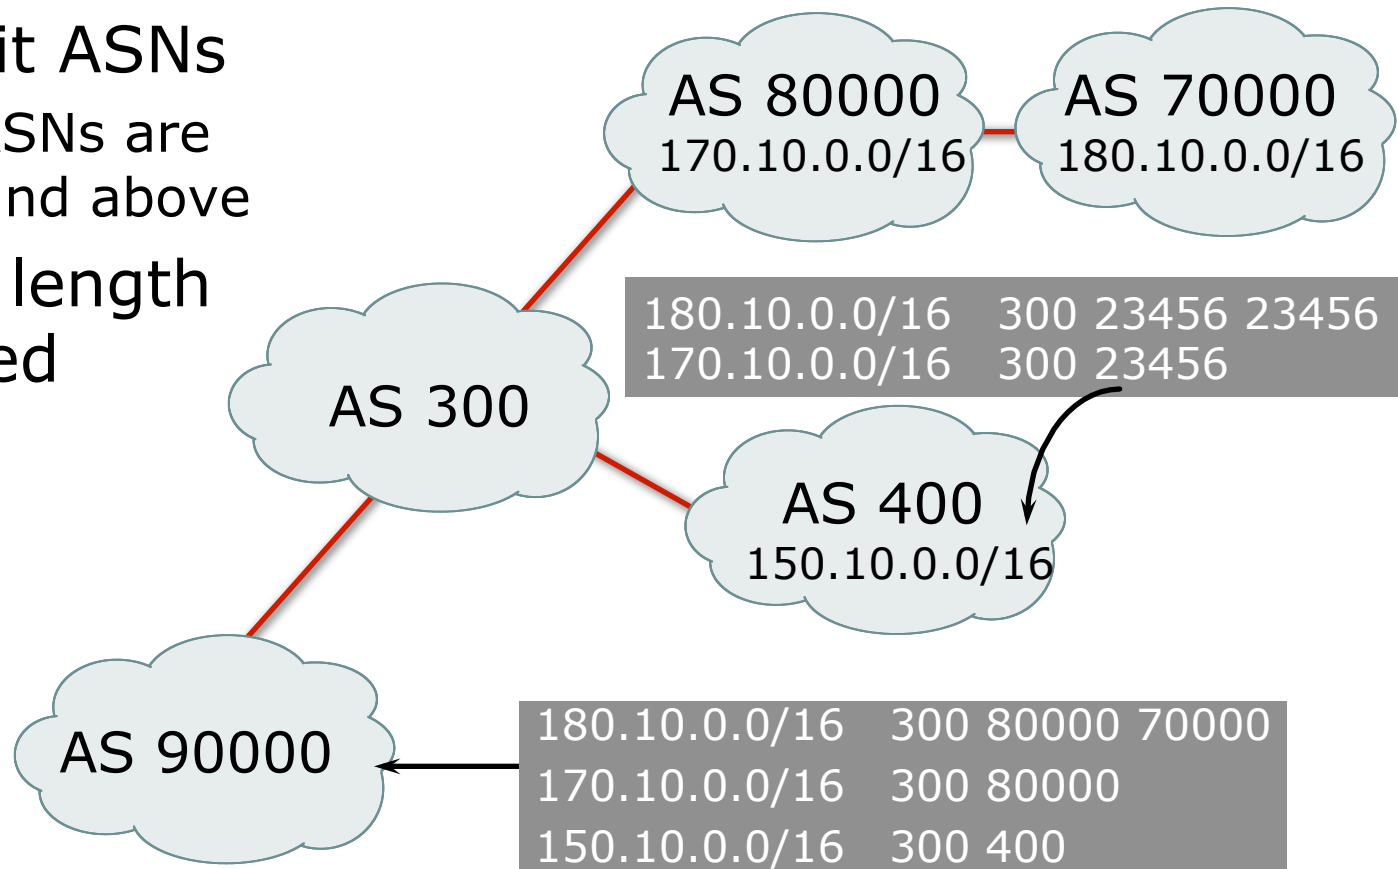 it ASNs
ASNs are
nd above
length
ed
AS 80000
170.10.0.0/16
AS 70000
180.10.0.0/16
180.10.0.0/16 300 23456 23456
170.10.0.0/16 300 23456
AS 300
AS 400
150.10.0.0/16
AS 90000
180.10.0.0/16 300 80000 70000
170.10.0.0/16 300 80000
150.10.0.0/16 300 400